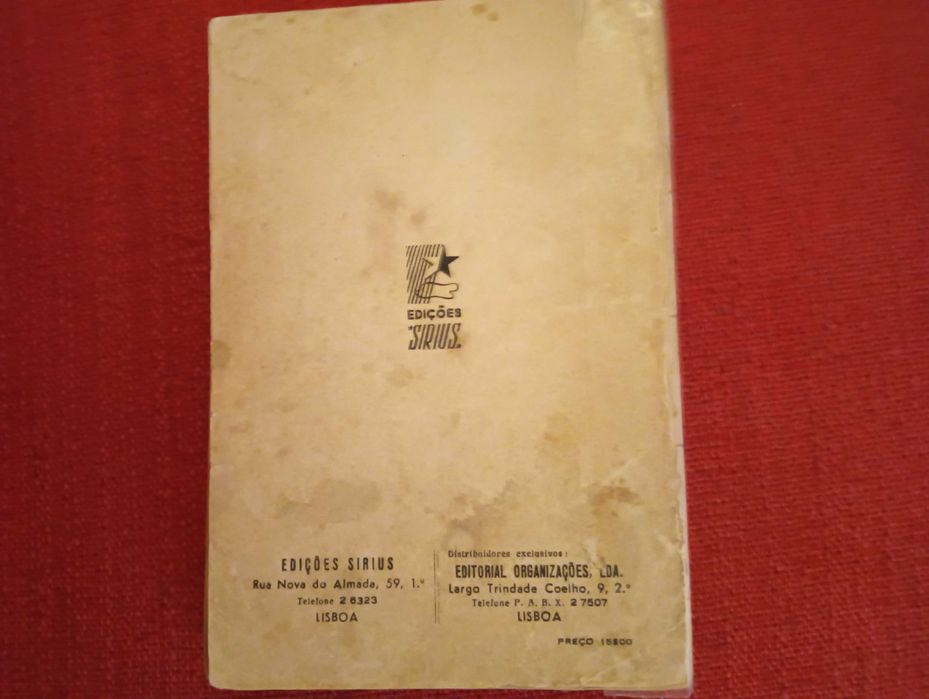 EDIÇÕES
"SIRIUS"
EDIÇÕES SIRIUS
Rua Nova do Almada, 59, 1.º
Telefone 2 6323
LISBOA
Distribuidores exclusivos:
EDITORIAL ORGANIZAÇÕES, LDA.
Largo Trindade Coelho, 9, 2.º
Telefone P. A. B. X. 2 7507
LISBOA
PREÇO 15$00